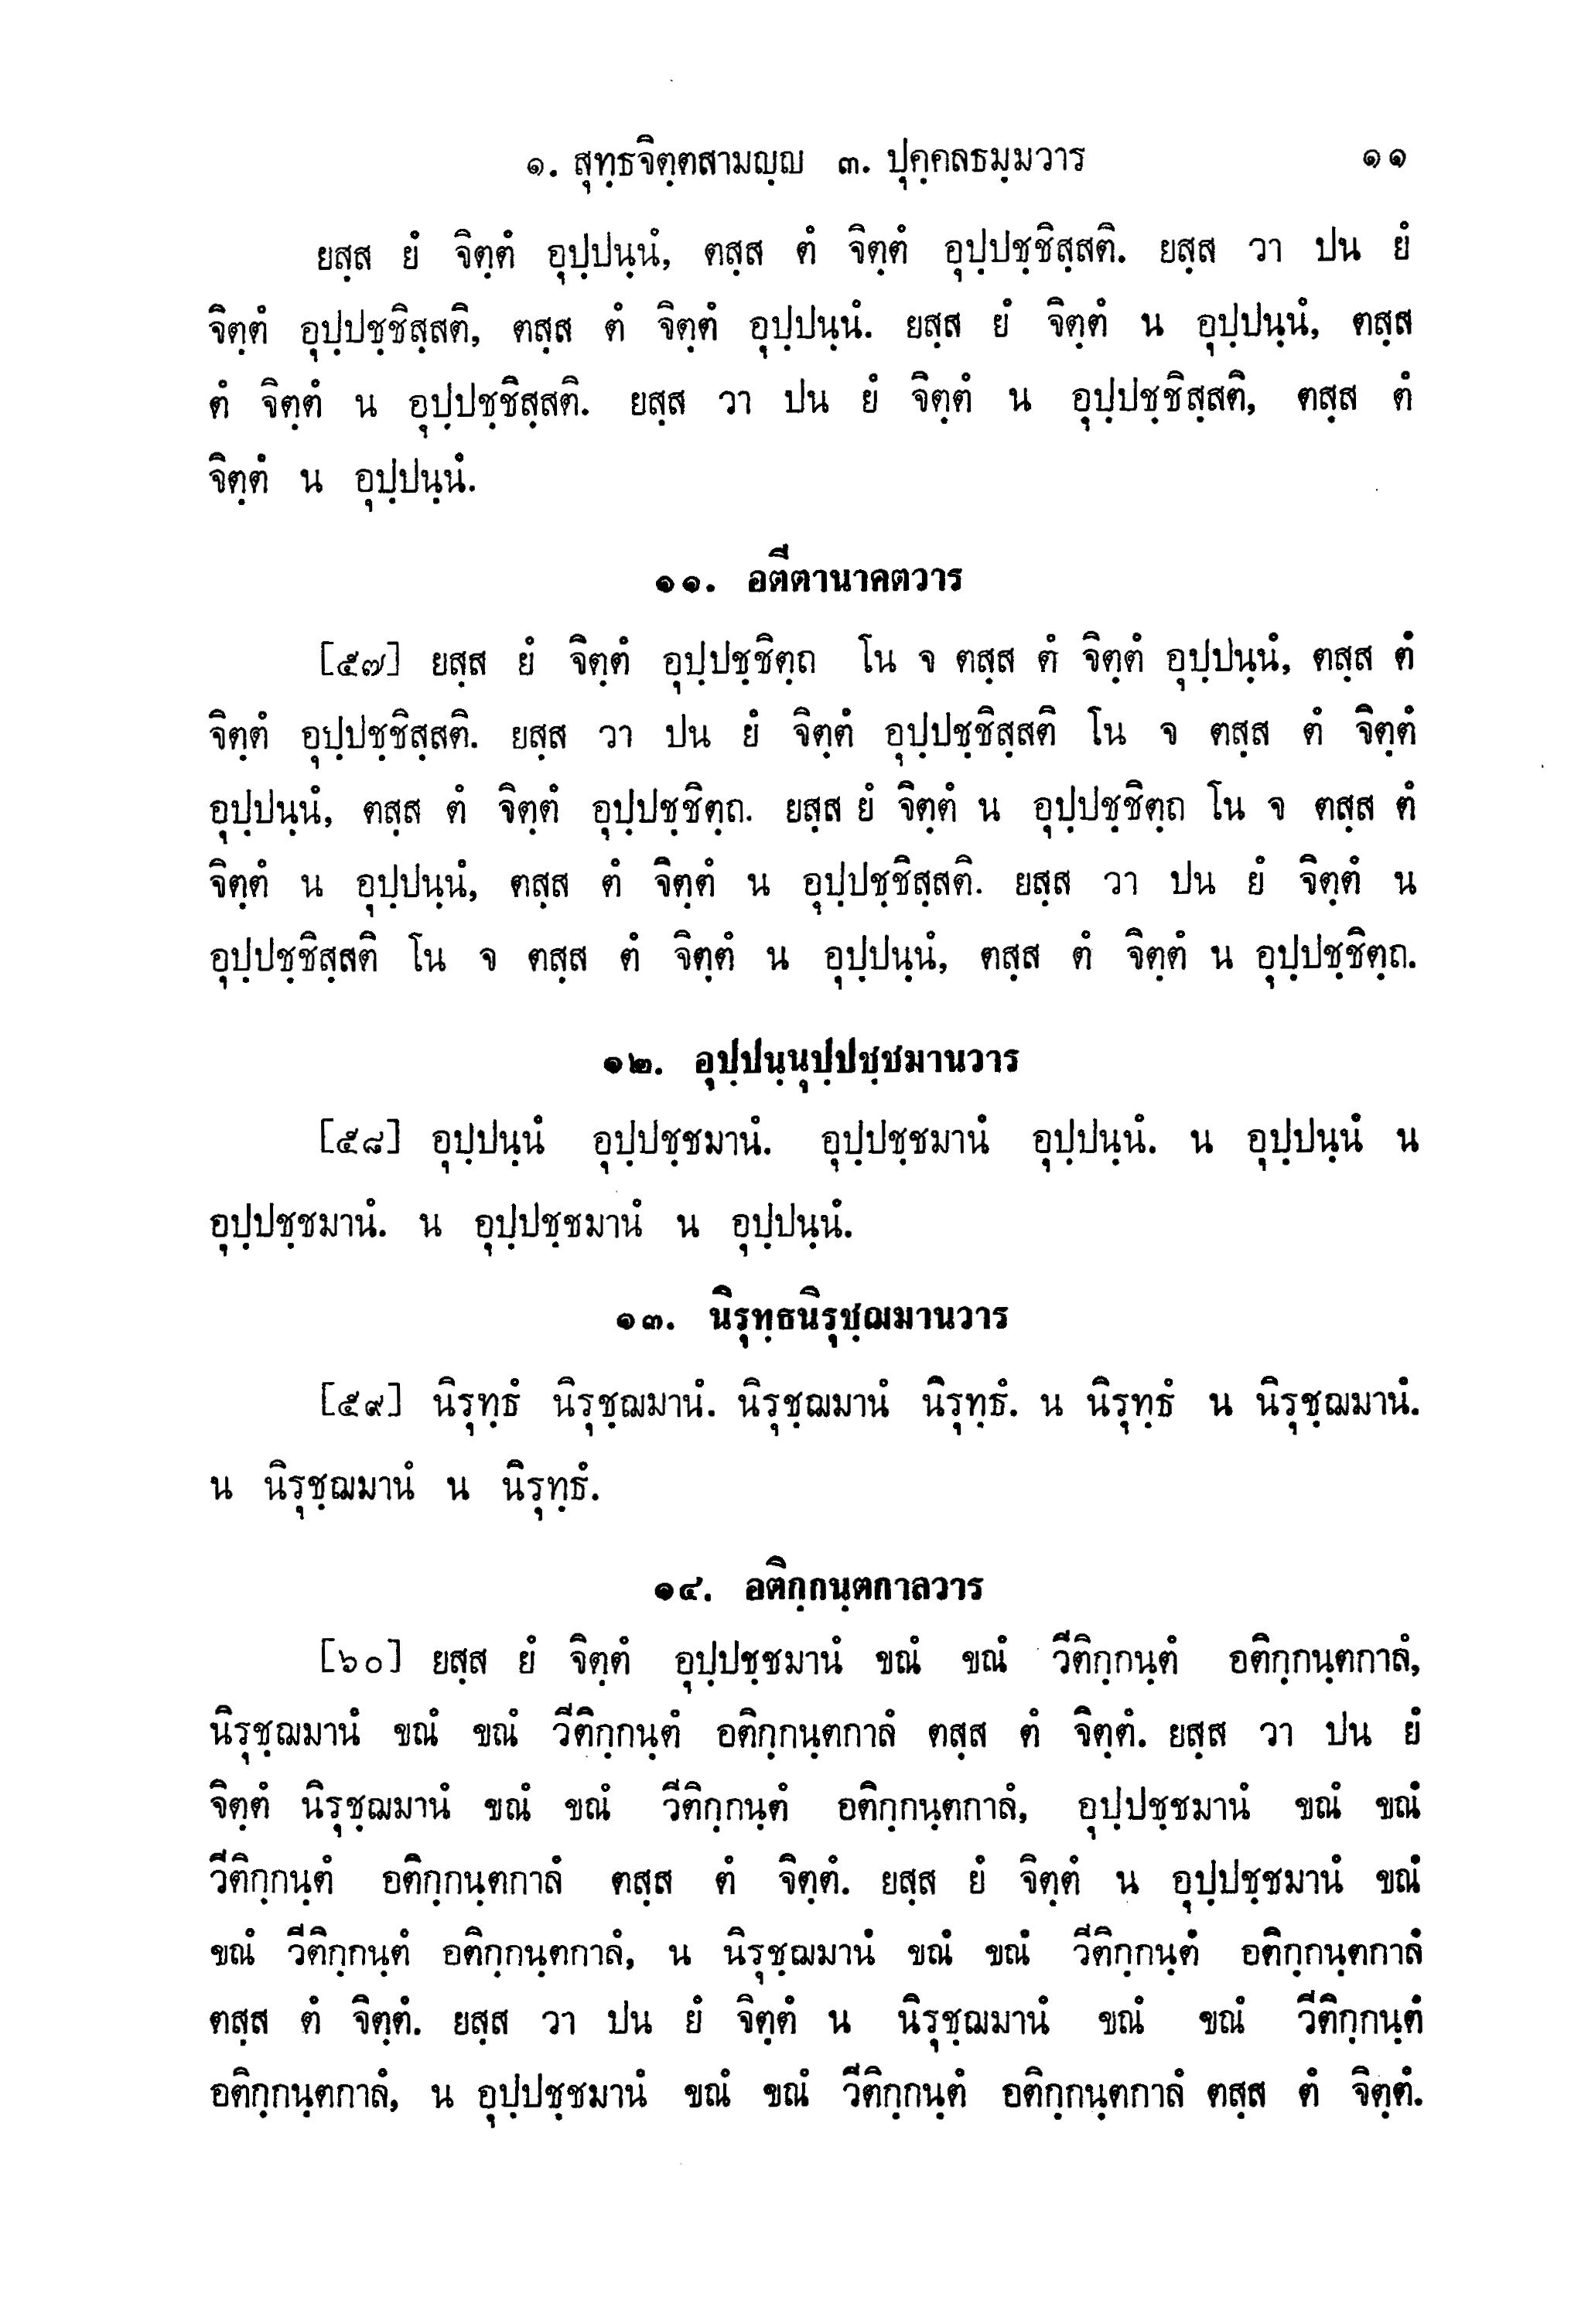 ๑. สุทฺธจิตฺตสามญฺญ ๓. ปุคฺคลธมฺมวาร ๑๑
ยสฺส ยํ จิตฺตํ อุปฺปนฺนํ, ตสฺส ตํ จิตฺตํ อุปฺปชฺชิสฺสติ. ยสฺส วา ปน ยํ
จิตฺตํ อุปฺปชฺชิสฺสติ, ตสฺส ตํ จิตฺตํ อุปฺปนฺนํ. ยสฺส ยํ จิตฺตํ น อุปฺปนฺนํ, ตสฺส
ตํ จิตฺตํ น อุปฺปชฺชิสฺสติ. ยสฺส วา ปน ยํ จิตฺตํ น อุปฺปชฺชิสฺสติ, ตสฺส ตํ
จิตฺตํ น อุปฺปนฺนํ.
๑๑. อตีตานาคตวาร
[๕๗] ยสฺส ยํ จิตฺตํ อุปฺปชฺชิตฺถ โน จ ตสฺส ตํ จิตฺตํ อุปฺปนฺนํ, ตสฺส ตํ
จิตฺตํ อุปฺปชฺชิสฺสติ. ยสฺส วา ปน ยํ จิตฺตํ อุปฺปชฺชิสฺสติ โน จ ตสฺส ตํ จิตฺตํ
อุปฺปนฺนํ, ตสฺส ตํ จิตฺตํ อุปฺปชฺชิตฺถ. ยสฺส ยํ จิตฺตํ น อุปฺปชฺชิตฺถ โน จ ตสฺส ตํ
จิตฺตํ น อุปฺปนฺนํ, ตสฺส ตํ จิตฺตํ น อุปฺปชฺชิสฺสติ. ยสฺส วา ปน ยํ จิตฺตํ น
อุปฺปชฺชิสฺสติ โน จ ตสฺส ตํ จิตฺตํ น อุปฺปนฺนํ, ตสฺส ตํ จิตฺตํ น อุปฺปชฺชิตฺถ.
๑๒. อุปฺปนฺนุปฺปชฺชมานวาร
[๕๘] อุปฺปนฺนํ อุปฺปชฺชมานํ. อุปฺปชฺชมานํ อุปฺปนฺนํ. น อุปฺปนฺนํ น
อุปฺปชฺชมานํ. น อุปฺปชฺชมานํ น อุปฺปนฺนํ.
๑๓. นิรุทฺธนิรุชฺฌมานวาร
[๕๙] นิรุทฺธํ นิรุชฺฌมานํ. นิรุชฺฌมานํ นิรุทฺธํ. น นิรุทฺธํ น นิรุชฺฌมานํ.
น นิรุชฺฌมานํ น นิรุทฺธํ.
๑๔. อติกฺกนฺตกาลวาร
[๖๐] ยสฺส ยํ จิตฺตํ อุปฺปชฺชมานํ ขณํ ขณํ วีติกฺกนฺตํ อติกฺกนฺตกาลํ,
นิรุชฺฌมานํ ขณํ ขณํ วีติกฺกนฺตํ อติกฺกนฺตกาลํ ตสฺส ตํ จิตฺตํ. ยสฺส วา ปน ยํ
จิตฺตํ นิรุชฺฌมานํ ขณํ ขณํ วีติกฺกนฺตํ อติกฺกนฺตกาลํ, อุปฺปชฺชมานํ ขณํ ขณํ
วีติกฺกนฺตํ อติกฺกนฺตกาลํ ตสฺส ตํ จิตฺตํ. ยสฺส ยํ จิตฺตํ น อุปฺปชฺชมานํ ขณํ
ขณํ วีติกฺกนฺตํ อติกฺกนฺตกาลํ, น นิรุชฺฌมานํ ขณํ ขณํ วีติกฺกนฺตํ อติกฺกนฺตกาลํ
ตสฺส ตํ จิตฺตํ. ยสฺส วา ปน ยํ จิตฺตํ น นิรุชฺฌมานํ ขณํ ขณํ วีติกฺกนฺตํ
อติกฺกนฺตกาลํ, น อุปฺปชฺชมานํ ขณํ ขณํ วีติกฺกนฺตํ อติกฺกนฺตกาลํ ตสฺส ตํ จิตฺตํ.